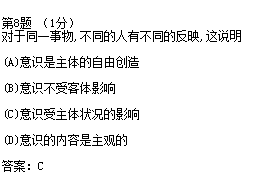 第8题 (1分)
对于同一事物,不同的人有不同的反映,这说明
(A)意识是主体的自由创造
(B)意识不受客体影响
(C)意识受主体状况的影响
(D)意识的内容是主观的
答案: C